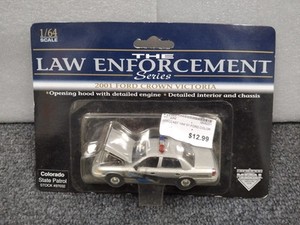 1/64
SCALE
THE
LAW ENFORCEMENT
Series
2001 FORD CROWN VICTORIA
• Opening hood with detailed engine • Detailed interior and chassis
$12.99
Colorado
State Patrol